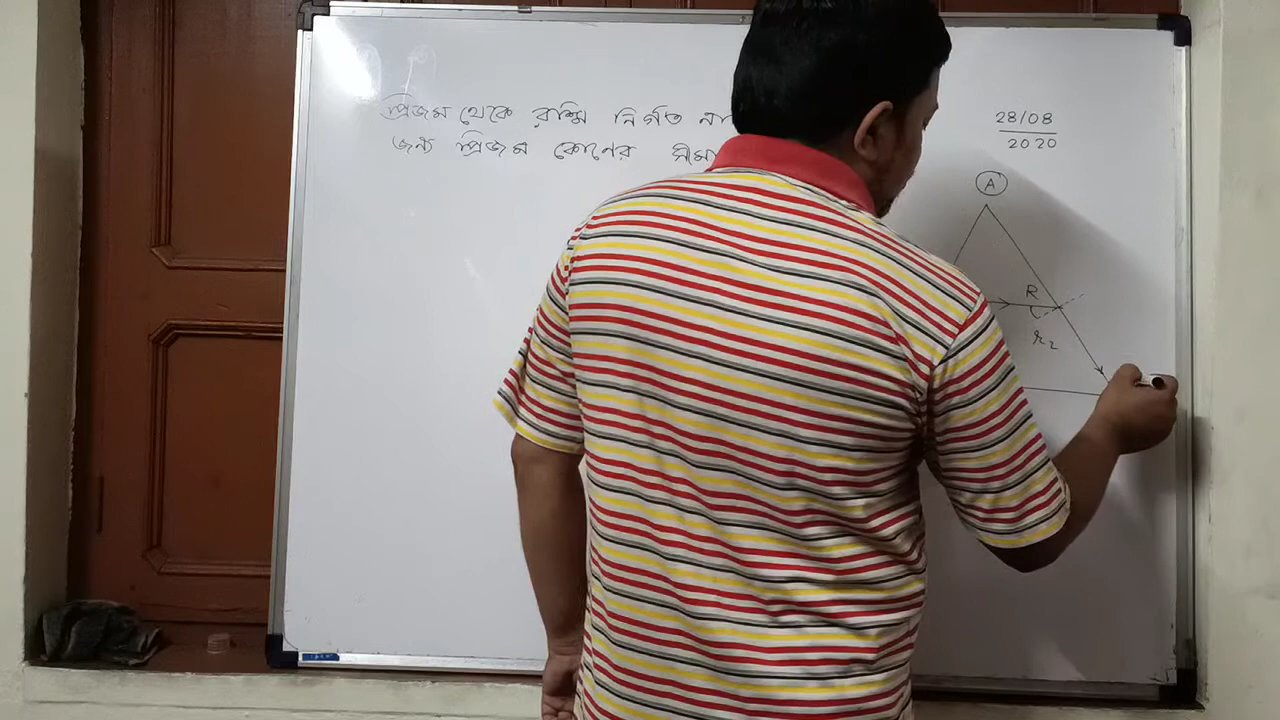 প্রিজম থেকে রশ্মি নির্গত না
জন্য প্রিজম কোনের সীমা
28/08
2020
A
R
r₂